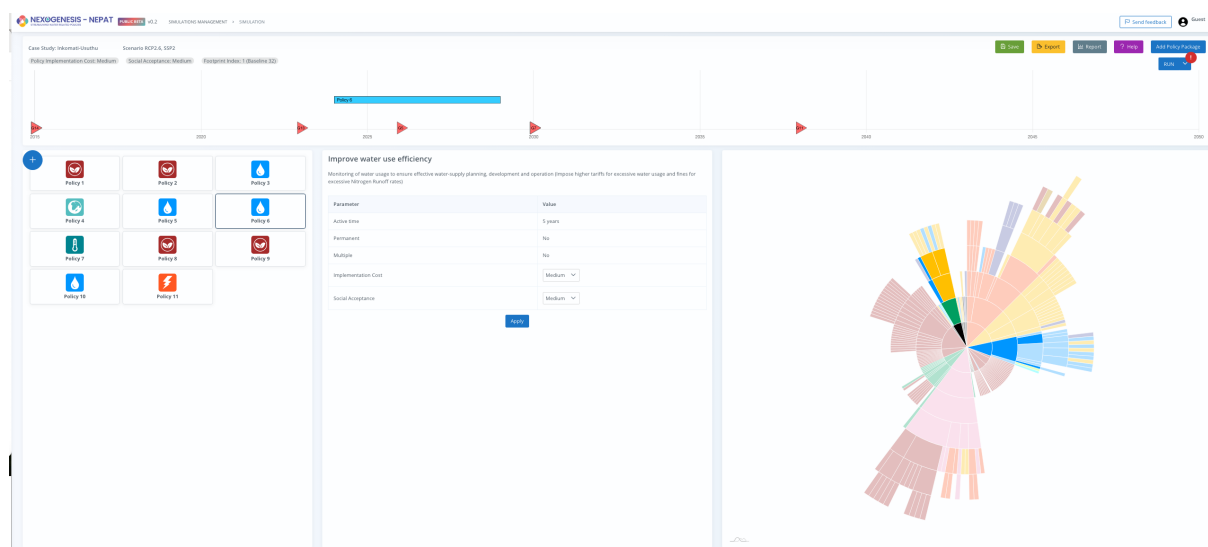 NEXOGENESIS - NEPAT PUBLIC BETA v0.2 SIMULATIONS MANAGEMENT > SIMULATION
Send feedback Guest
Case Study: Inkomati-Usuthu Scenario RCP2.6, SSP2
Save Export Report ? Help Add Policy Package
Policy Implementation Cost: Medium Social Acceptance: Medium Footprint Index: 1 (Baseline 32)
RUN
Policy 6
2015 2020 2025 2030 2035 2040 2045 2050
+
Policy 1 Policy 2 Policy 3
Policy 4 Policy 5 Policy 6
Policy 7 Policy 8 Policy 9
Policy 10 Policy 11
Improve water use efficiency
Monitoring of water usage to ensure effective water-supply planning, development and operation (impose higher tariffs for excessive water usage and fines for
excessive Nitrogen Runoff rates)
Parameter Value
Active time 5 years
Permanent No
Multiple No
Implementation Cost Medium
Social Acceptance Medium
Apply